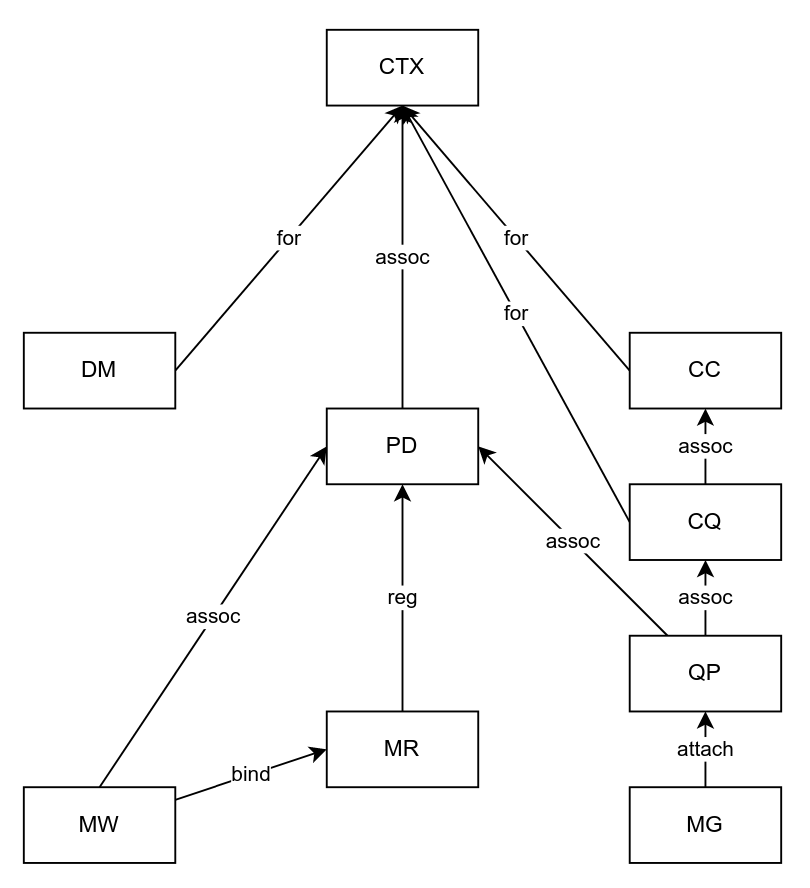 CTX
for
assoc
for
for
DM
CC
PD
assoc
CQ
assoc
assoc
reg
assoc
QP
MR
attach
bind
MW
MG